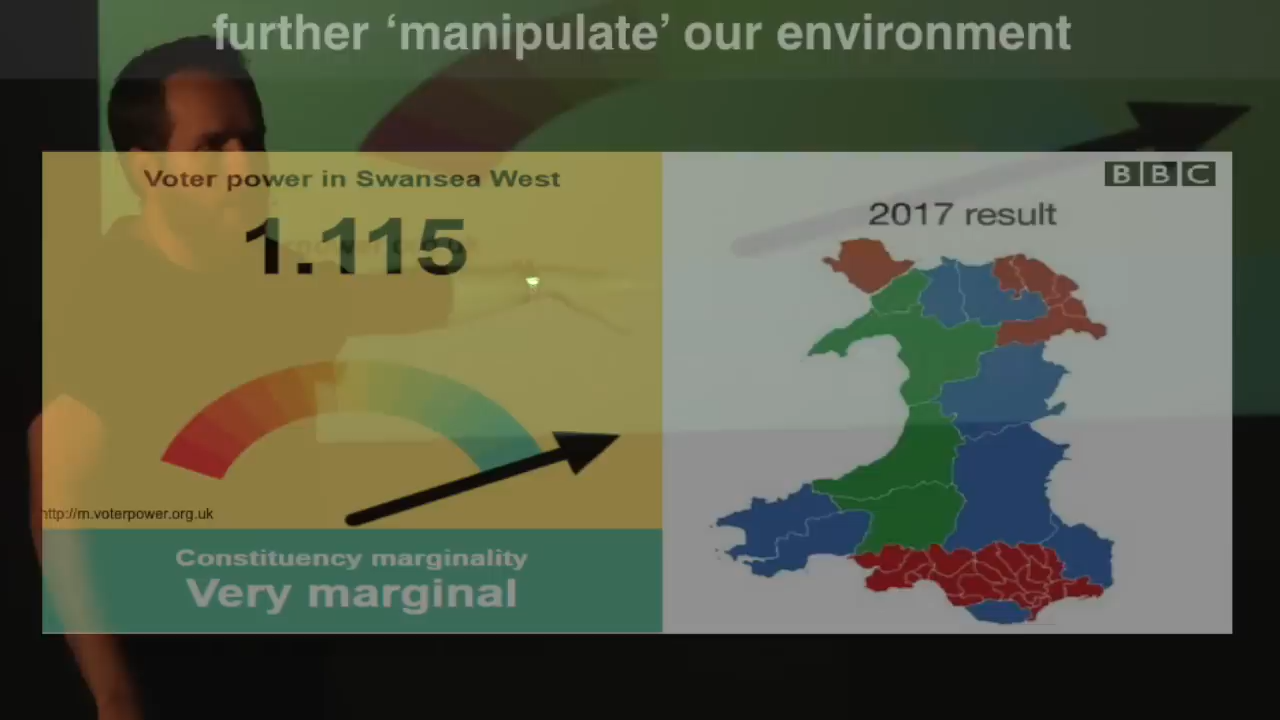 further ‘manipulate’ our environment
Voter power in Swansea West
1.115
http://m.voterpower.org.uk
Constituency marginality
Very marginal
BBC
2017 result